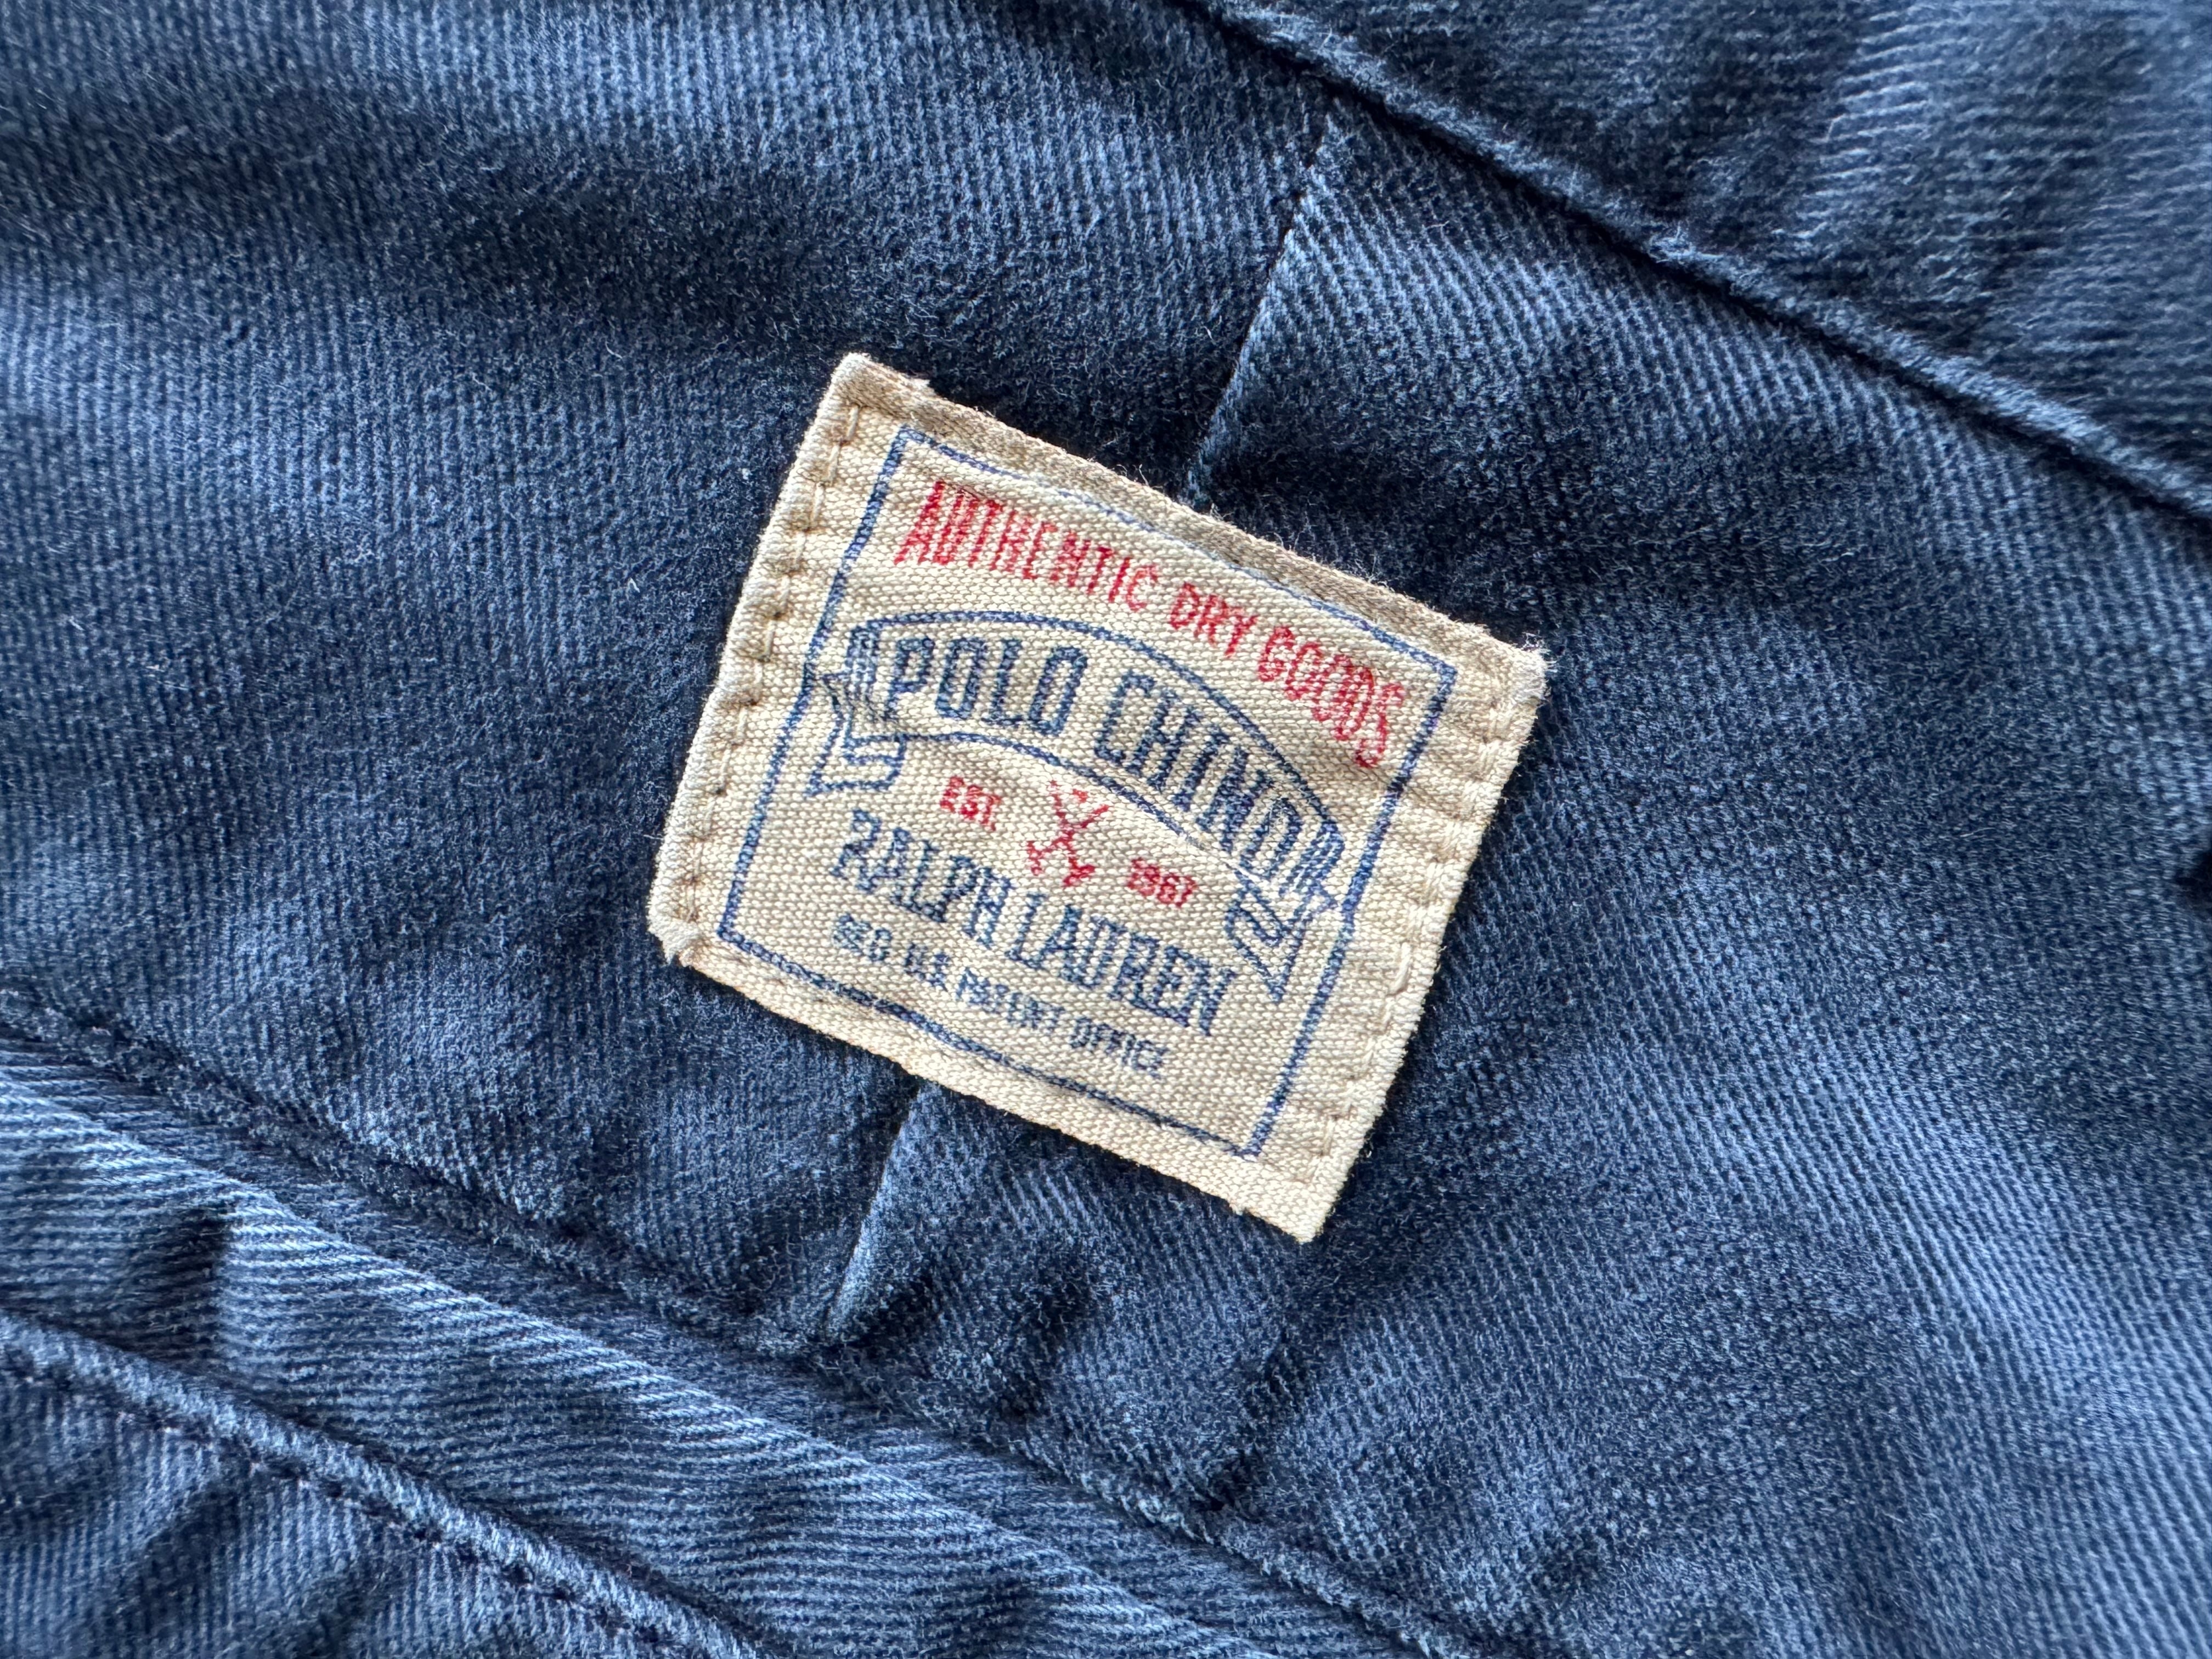 AUTHENTIC DRY GOODS
POLO CHINO
EST. 1967
RALPH LAUREN
REG. U.S. PATENT OFFICE